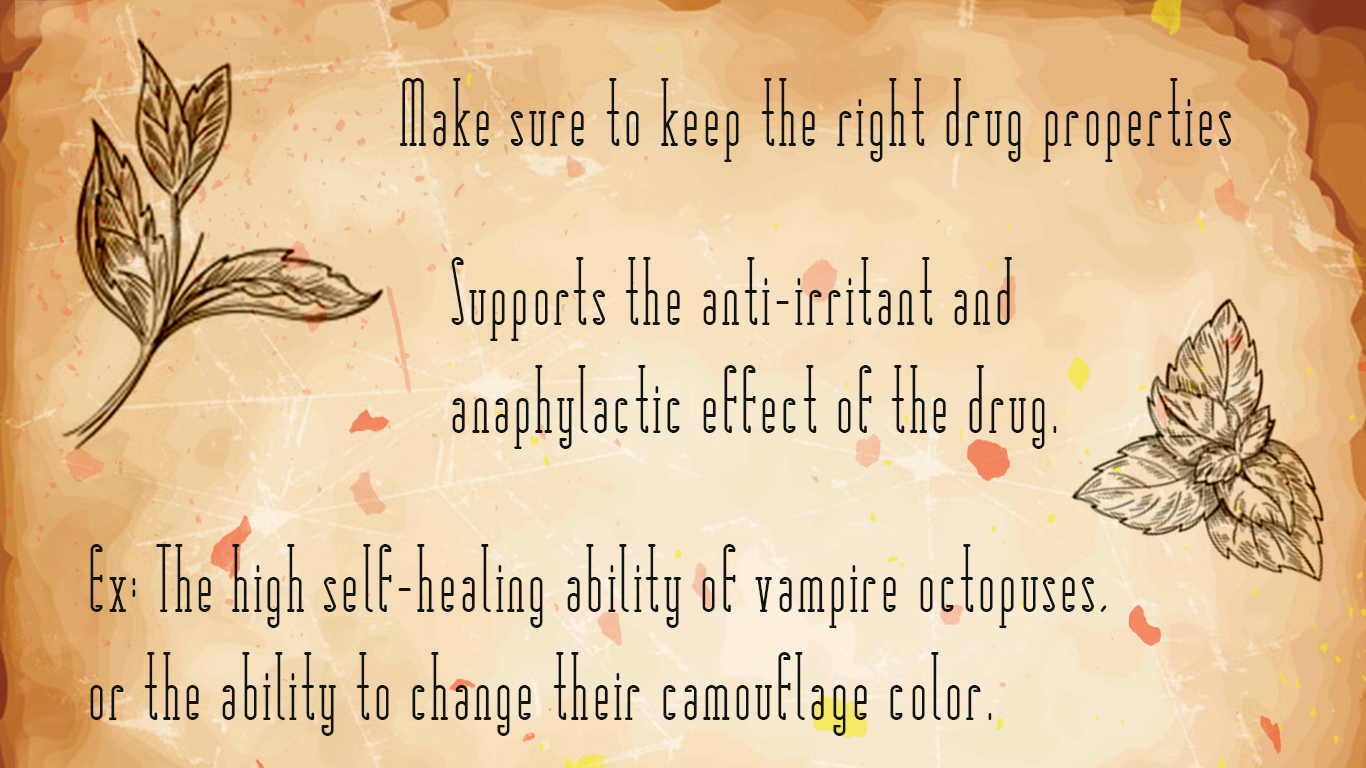 Make sure to keep the right drug properties
Supports the anti-irritant and
anaphylactic effect of the drug.
Ex: The high self-healing ability of vampire octopuses,
or the ability to change their camouflage color.